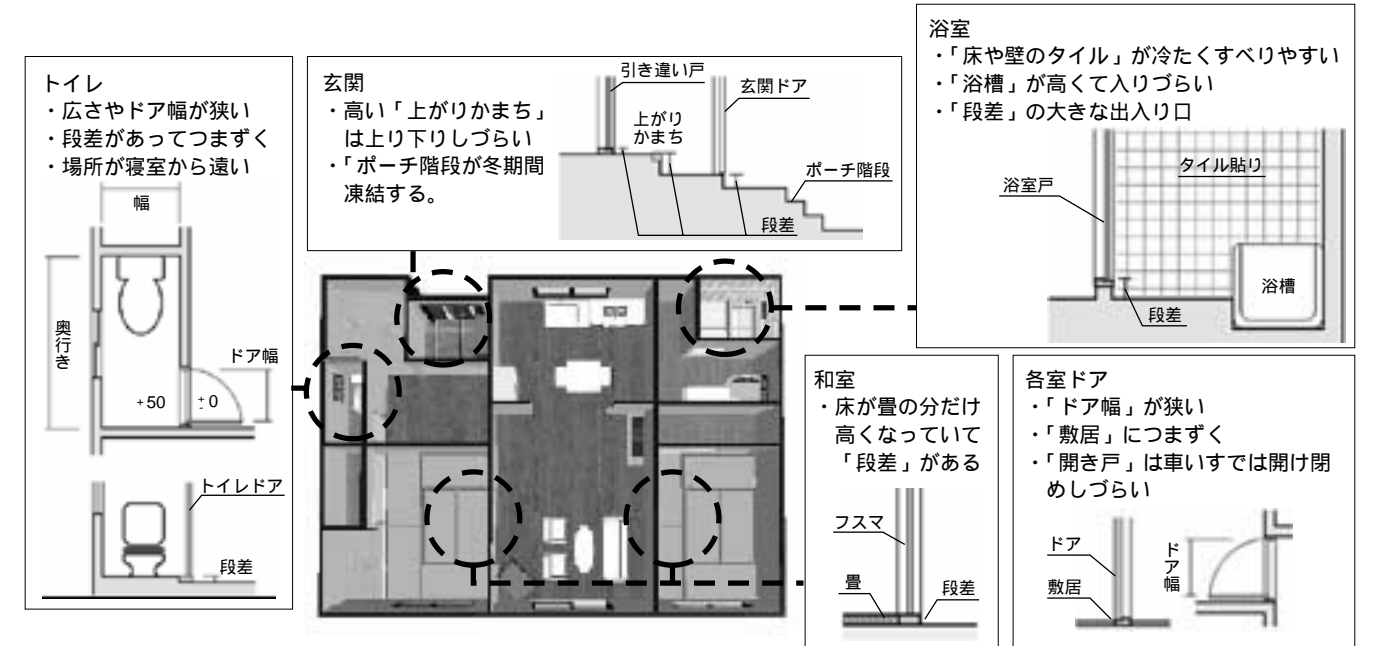 トイレ
・広さやドア幅が狭い
・段差があってつまずく
・場所が寝室から遠い
幅
奥行き
ドア幅
+50
±0
トイレドア
段差
玄関
・高い「上がりかまち」
は上り下りしづらい
・「ポーチ階段が冬期間
凍結する。
引き違い戸
玄関ドア
上がり
かまち
ポーチ階段
段差
浴室
・「床や壁のタイル」が冷たくすべりやすい
・「浴槽」が高くて入りづらい
・「段差」の大きな出入り口
タイル貼り
浴室戸
浴槽
段差
和室
・床が畳の分だけ
高くなっていて
「段差」がある
フスマ
畳
段差
各室ドア
・「ドア幅」が狭い
・「敷居」につまずく
・「開き戸」は車いすでは開け閉
めしづらい
ドア
敷居
ドア幅